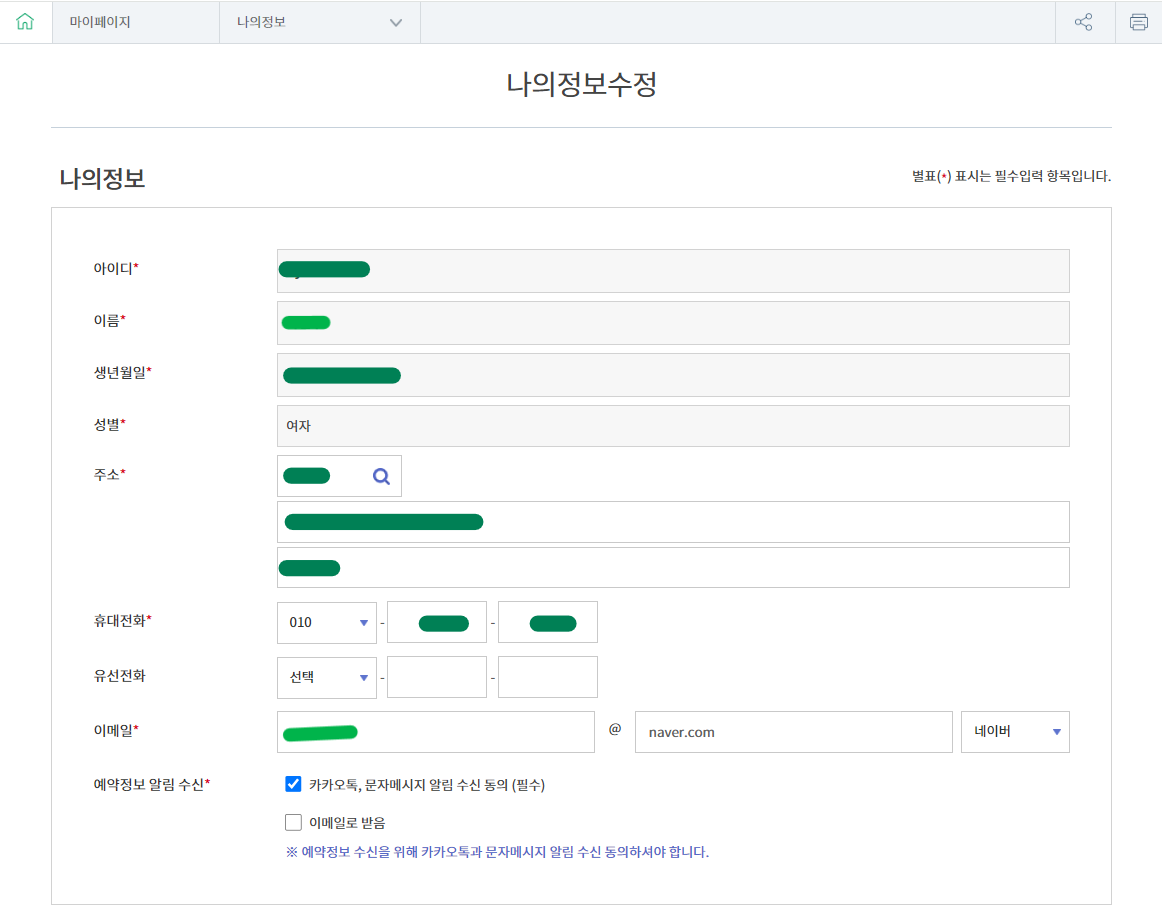 마이페이지 나의정보
나의정보수정
나의정보
별표(*) 표시는 필수입력 항목입니다.
아이디*
이름*
생년월일*
성별* 여자
주소*
휴대전화* 010 - -
유선전화 선택 - -
이메일* @ naver.com 네이버
예약정보 알림 수신* 카카오톡, 문자메시지 알림 수신 동의 (필수)
이메일로 받음
※ 예약정보 수신을 위해 카카오톡과 문자메시지 알림 수신 동의하셔야 합니다.